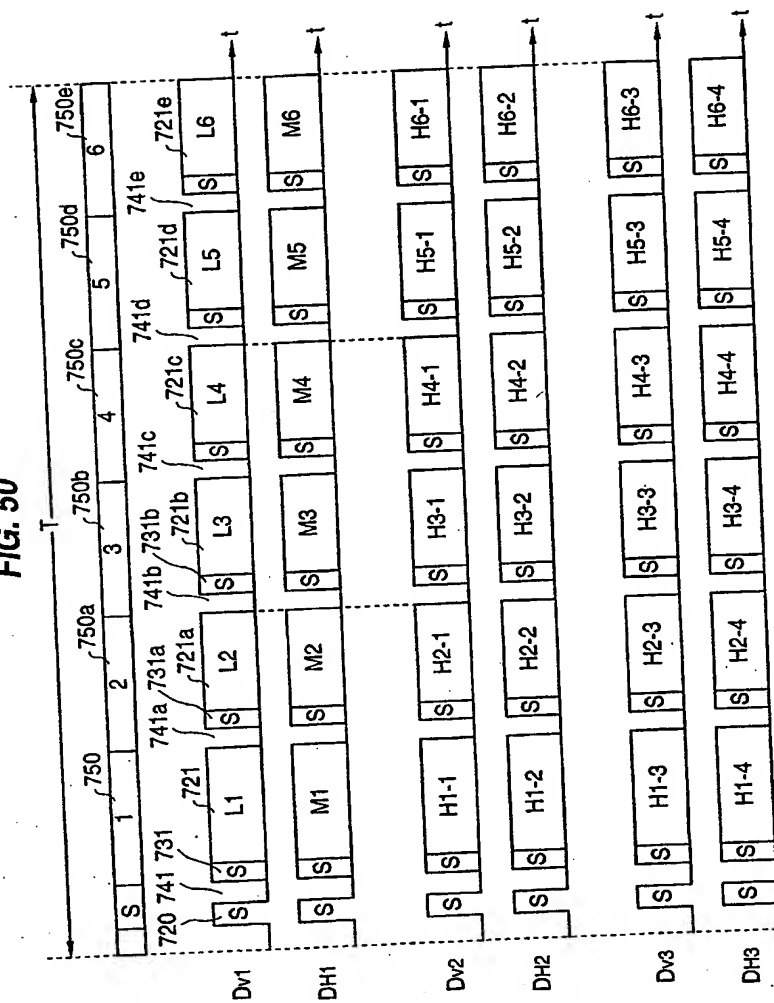 FIG. 50
T
750 750a 750b 750c 750d 750e
S 1 2 3 4 5 6
720 741 731 721 741a 731a 721a 741b 731b 721b 741c 721c 741d 721d 741e 721e
Dv1 S S L1 S L2 S L3 S L4 S L5 S L6 t
DH1 S S M1 S M2 S M3 S M4 S M5 S M6 t
Dv2 S S H1-1 S H2-1 S H3-1 S H4-1 S H5-1 S H6-1 t
DH2 S S H1-2 S H2-2 S H3-2 S H4-2 S H5-2 S H6-2 t
Dv3 S S H1-3 S H2-3 S H3-3 S H4-3 S H5-3 S H6-3 t
DH3 S S H1-4 S H2-4 S H3-4 S H4-4 S H5-4 S H6-4 t